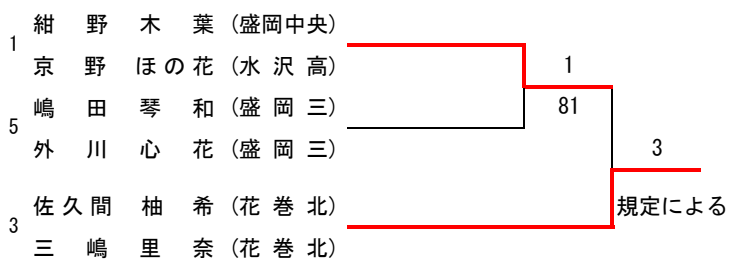 紺野木葉（盛岡中央）
1
京野ほの花（水沢高）
1
嶋田琴和（盛岡三）
81
5
外川心花（盛岡三）
3
佐久間柚希（花巻北）
規定による
3
三嶋里奈（花巻北）